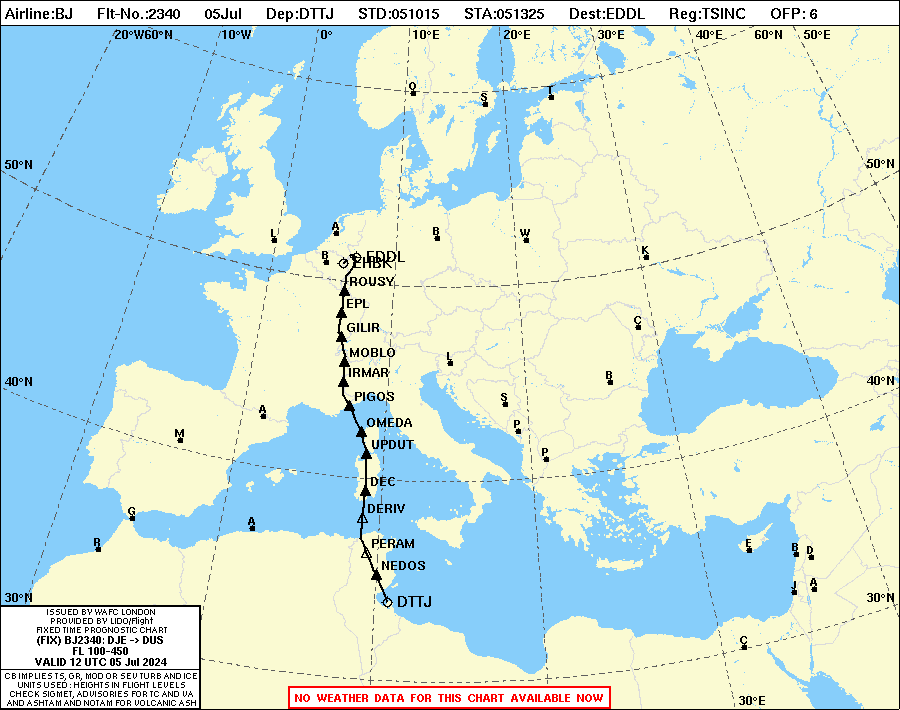 Airline:BJ Flt-No.:2340 05Jul Dep:DTTJ STD:051015 STA:051325 Dest:EDDL Reg:TSINC OFP: 6
20°W60°N 10°W 0° 10°E 20°E 30°E 40°E 60°N 50°E
O S T
50°N 50°N
L A B W
B EDDL K
EHBK
ROUSY
EPL
GILIR C
MOBLO L
IRMAR B
40°N 40°N
PIGOS S
A OMEDA P
M UPDUT P
DEC
G DERIV
A
R PERAM E B D
NEDOS
30°N DTTJ J A 30°N
C
ISSUED BY WAFC LONDON
PROVIDED BY LIDO/Flight
FIXED TIME PROGNOSTIC CHART
(FIX) BJ2340: DJE -> DUS
FL 100-450
VALID 12 UTC 05 Jul 2024
CB IMPLIES TS, GR, MOD OR SEV TURB AND ICE
UNITS USED : HEIGHTS IN FLIGHT LEVELS
CHECK SIGMET, ADVISORIES FOR TC AND VA
AND ASHTAM AND NOTAM FOR VOLCANIC ASH
NO WEATHER DATA FOR THIS CHART AVAILABLE NOW
30°E